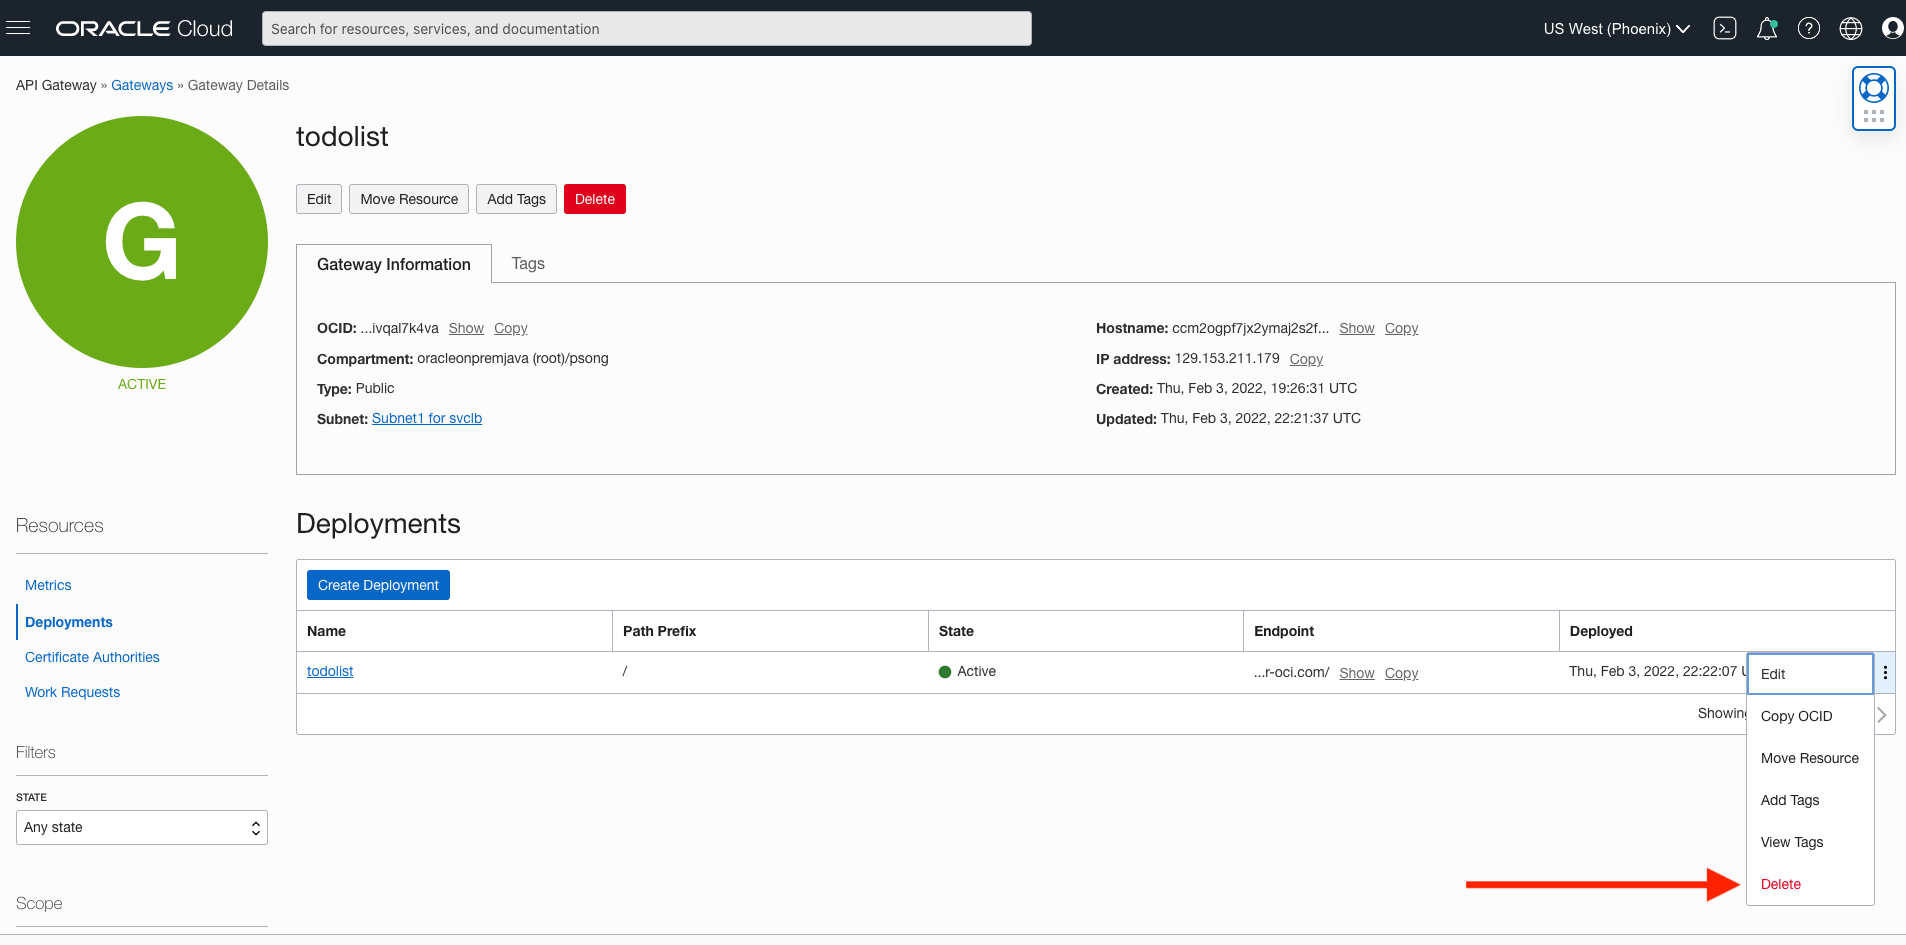 ORACLE Cloud
Search for resources, services, and documentation
US West (Phoenix)
API Gateway » Gateways » Gateway Details
G
ACTIVE
todolist
Edit Move Resource Add Tags Delete
Gateway Information Tags
OCID: ...ivqal7k4va Show Copy
Compartment: oracleonpremjava (root)/psong
Type: Public
Subnet: Subnet1 for svclb
Hostname: ccm2ogpf7jx2ymaj2s2f... Show Copy
IP address: 129.153.211.179 Copy
Created: Thu, Feb 3, 2022, 19:26:31 UTC
Updated: Thu, Feb 3, 2022, 22:21:37 UTC
Resources
Metrics
Deployments
Certificate Authorities
Work Requests
Filters
STATE
Any state
Scope
Deployments
Create Deployment
Name Path Prefix State Endpoint Deployed
todolist / Active ...r-oci.com/ Show Copy Thu, Feb 3, 2022, 22:22:07
Showing
Edit
Copy OCID
Move Resource
Add Tags
View Tags
Delete